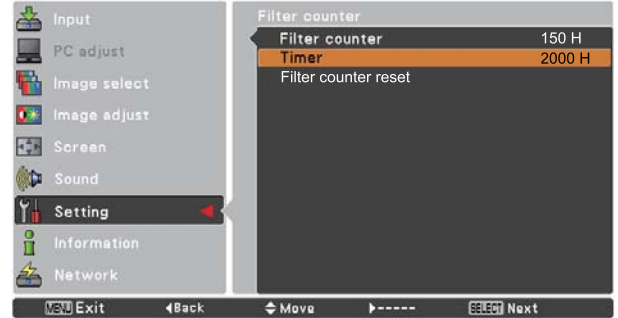 Input
PC adjust
Image select
Image adjust
Screen
Sound
Setting
Information
Network
Filter counter
Filter counter 150 H
Timer 2000 H
Filter counter reset
MENU Exit Back Move ----- SELECT Next